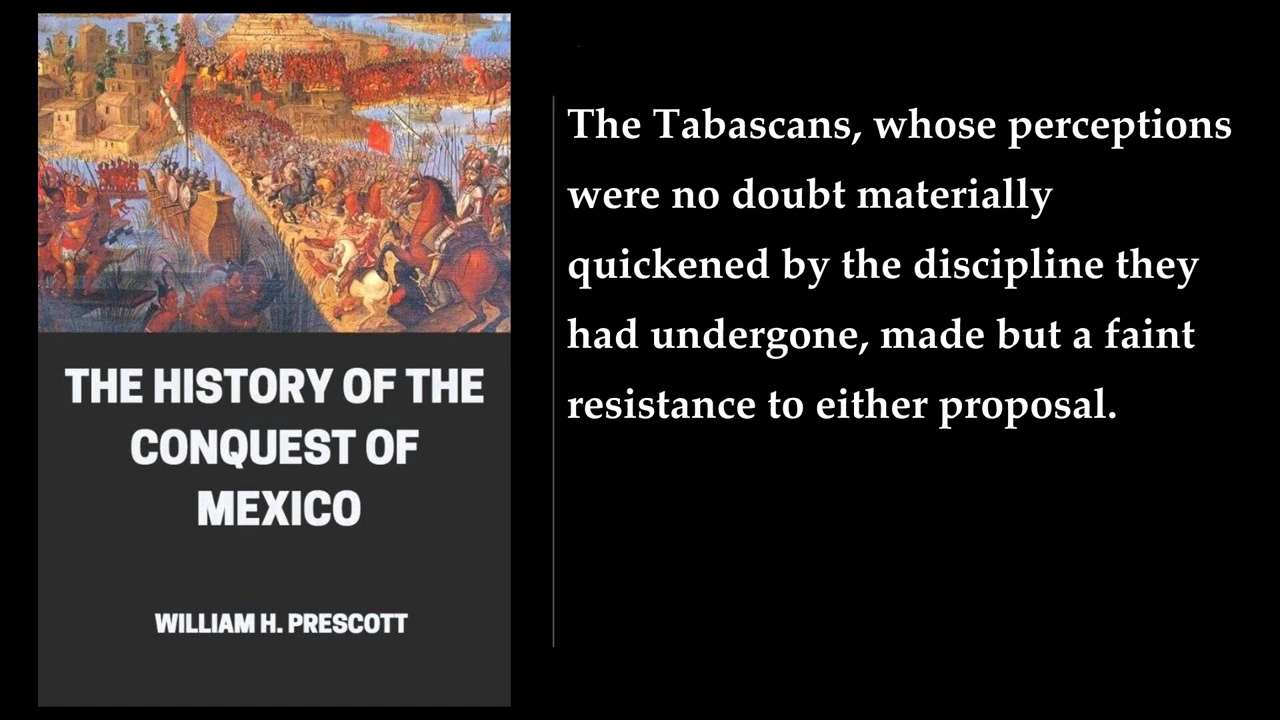 THE HISTORY OF THE
CONQUEST OF
MEXICO
WILLIAM H. PRESCOTT
The Tabascans, whose perceptions
were no doubt materially
quickened by the discipline they
had undergone, made but a faint
resistance to either proposal.